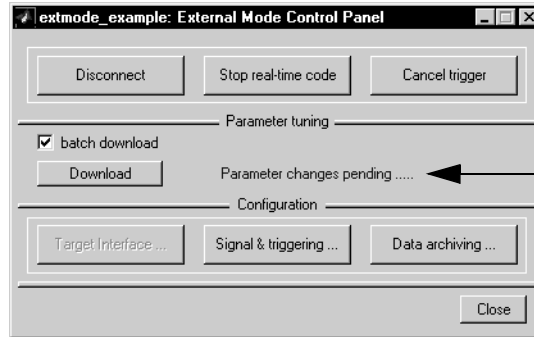 extmode_example: External Mode Control Panel
Disconnect Stop real-time code Cancel trigger
Parameter tuning
batch download
Download Parameter changes pending .....
Configuration
Target Interface ... Signal & triggering ... Data archiving ...
Close